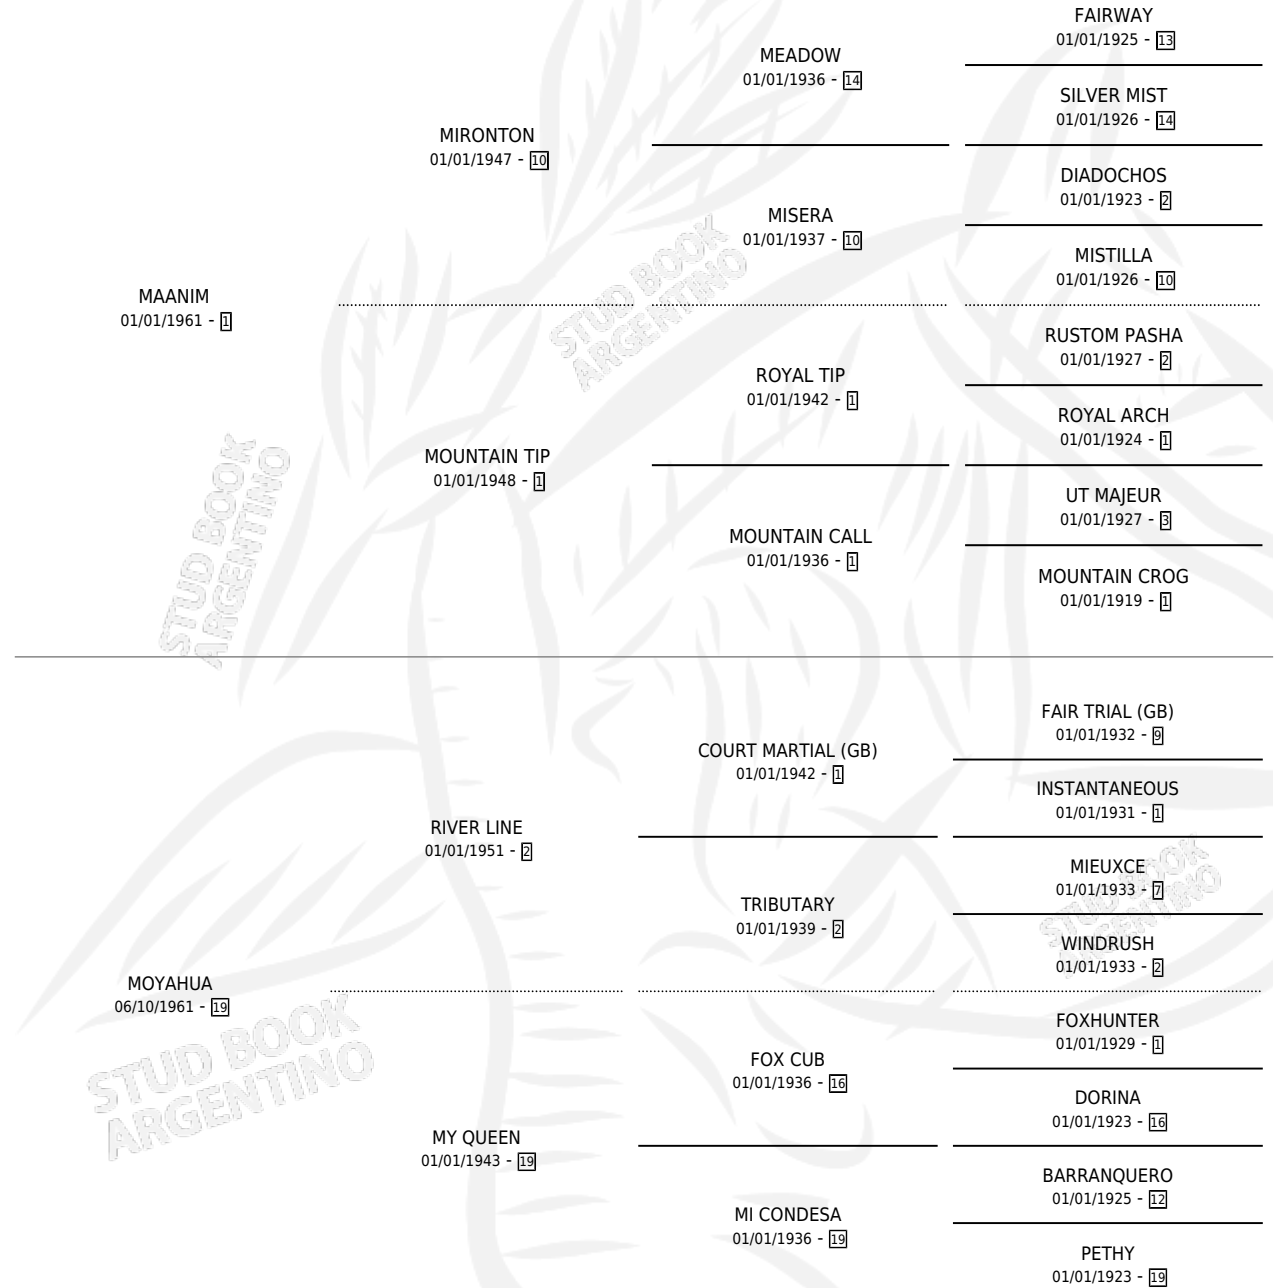 FAIRWAY
01/01/1925 - 13
MEADOW
01/01/1936 - 14
SILVER MIST
01/01/1926 - 14
MIRONTON
01/01/1947 - 10
DIADOCHOS
01/01/1923 - 2
MISERA
01/01/1937 - 10
MISTILLA
01/01/1926 - 10
MAANIM
01/01/1961 - 1
RUSTOM PASHA
01/01/1927 - 2
ROYAL TIP
01/01/1942 - 1
ROYAL ARCH
01/01/1924 - 1
MOUNTAIN TIP
01/01/1948 - 1
UT MAJEUR
01/01/1927 - 3
MOUNTAIN CALL
01/01/1936 - 1
MOUNTAIN CROG
01/01/1919 - 1
STUD BOOK
ARGENTINO
STUD BOOK
ARGENTINO
FAIR TRIAL (GB)
01/01/1932 - 9
COURT MARTIAL (GB)
01/01/1942 - 1
INSTANTANEOUS
01/01/1931 - 1
RIVER LINE
01/01/1951 - 2
MIEUXCE
01/01/1933 - 7
TRIBUTARY
01/01/1939 - 2
WINDRUSH
01/01/1933 - 2
MOYAHUA
06/10/1961 - 19
FOXHUNTER
01/01/1929 - 1
FOX CUB
01/01/1936 - 16
DORINA
01/01/1923 - 16
MY QUEEN
01/01/1943 - 19
BARRANQUERO
01/01/1925 - 12
MI CONDESA
01/01/1936 - 19
PETHY
01/01/1923 - 19
STUD BOOK
ARGENTINO
STUD BOOK
ARGENTINO